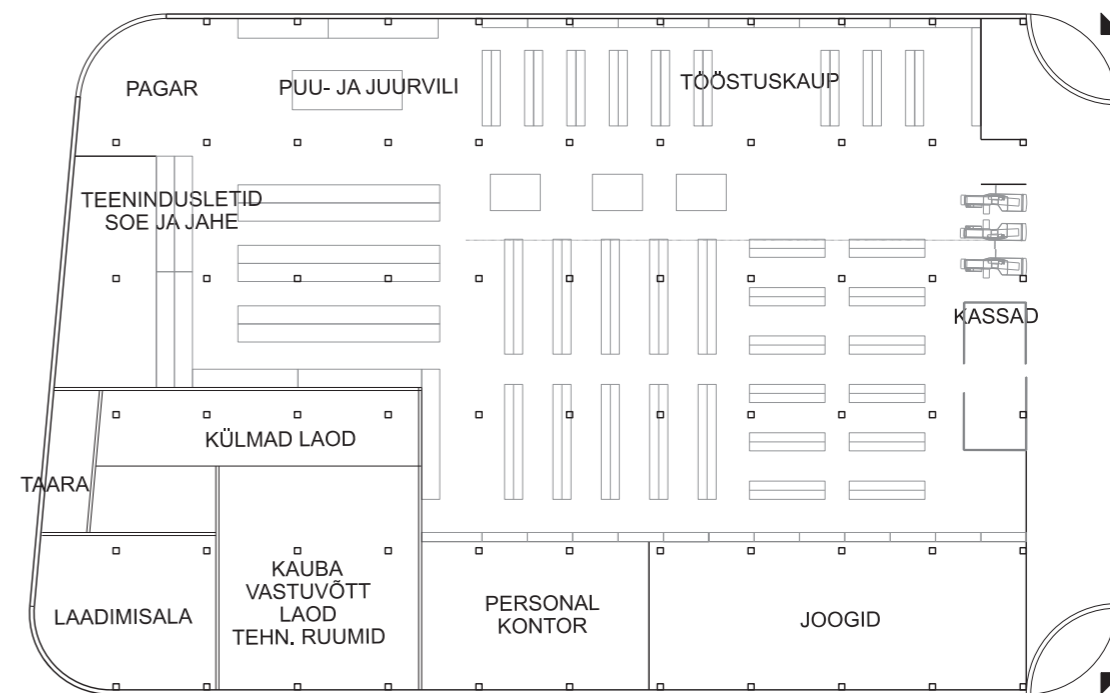 PAGAR
PUU- JA JUURVILI
TÖÖSTUSKAUP
TEENINDUSLETID
SOE JA JAHE
KASSAD
KÜLMAD LAOD
TAARA
LAADIMISALA
KAUBA
VASTUVÕTT
LAOD
TEHN. RUUMID
PERSONAL
KONTOR
JOOGID